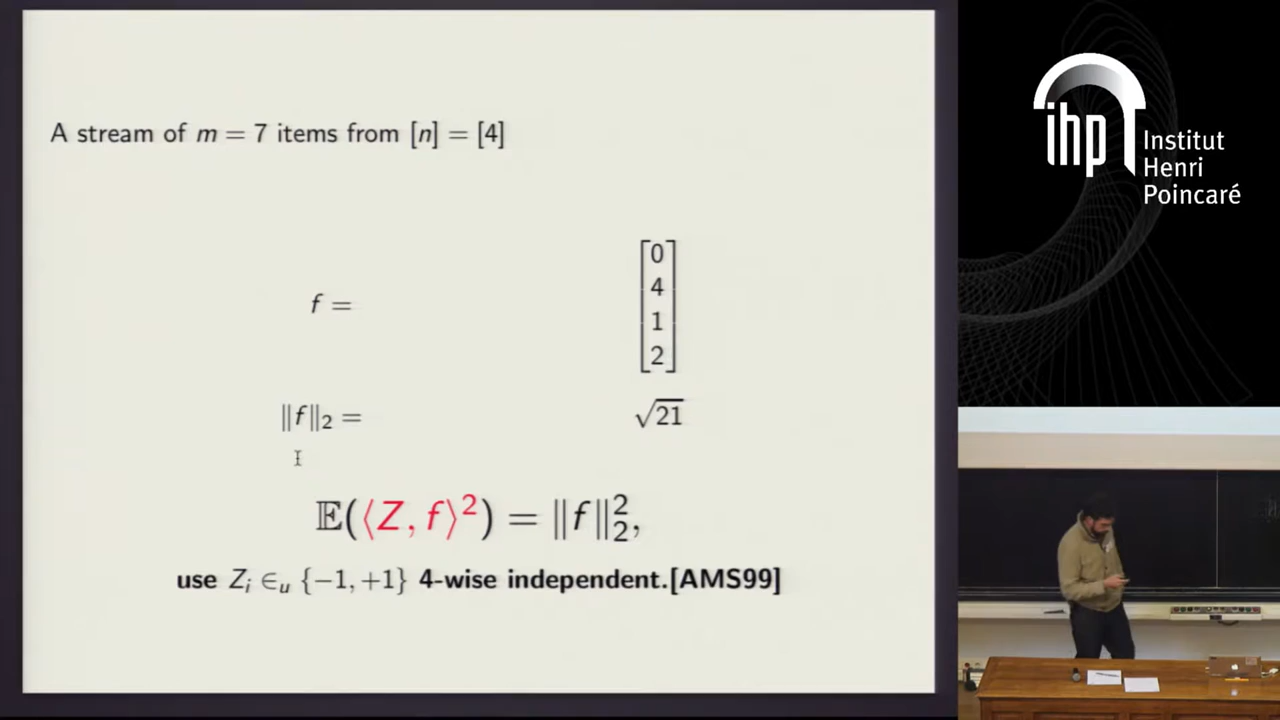 A stream of m = 7 items from [n] = [4]
f =
[0
4
1
2]
‖f‖₂ =
√21
𝔼(⟨Z, f⟩²) = ‖f‖₂²,
use Zᵢ ∈ᵤ {−1, +1} 4-wise independent.[AMS99]
ihp
Institut
Henri
Poincaré